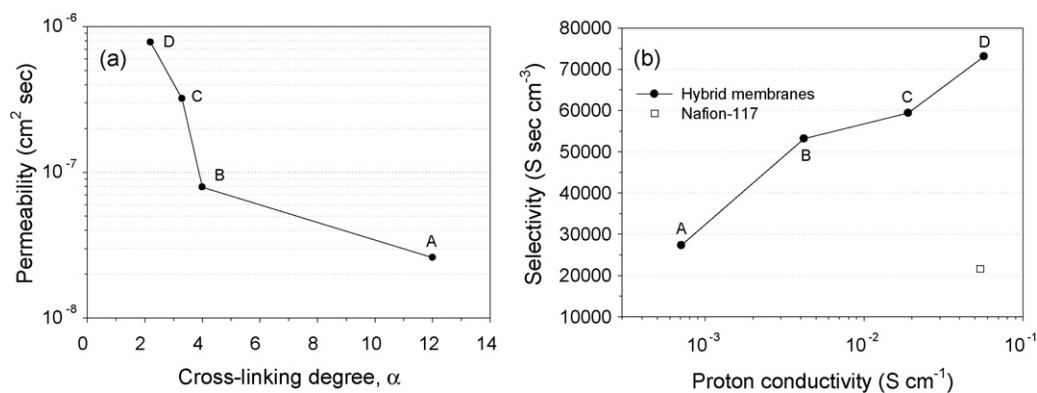 (a)
Permeability (cm² sec)
10⁻⁶
10⁻⁷
10⁻⁸
D
C
B
A
0 2 4 6 8 10 12 14
Cross-linking degree, α
(b)
Selectivity (S sec cm⁻³)
80000
70000
60000
50000
40000
30000
20000
10000
D
Hybrid membranes
Nafion-117
C
B
A
10⁻³ 10⁻² 10⁻¹
Proton conductivity (S cm⁻¹)